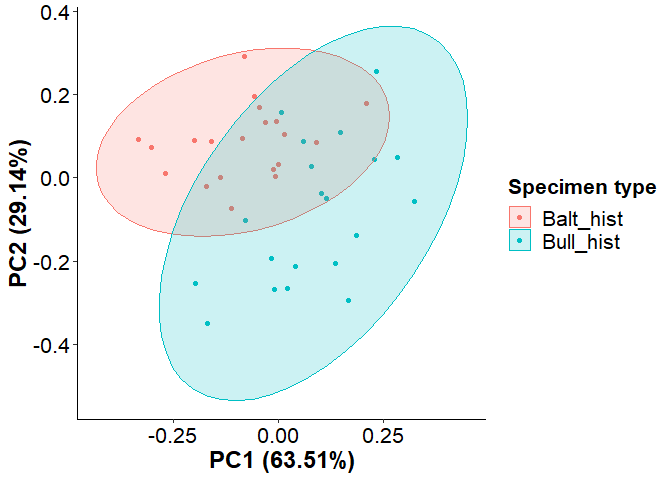 0.4
0.2
0.0
-0.2
-0.4
PC2 (29.14%)
-0.25
0.00
0.25
PC1 (63.51%)
Specimen type
Balt_hist
Bull_hist